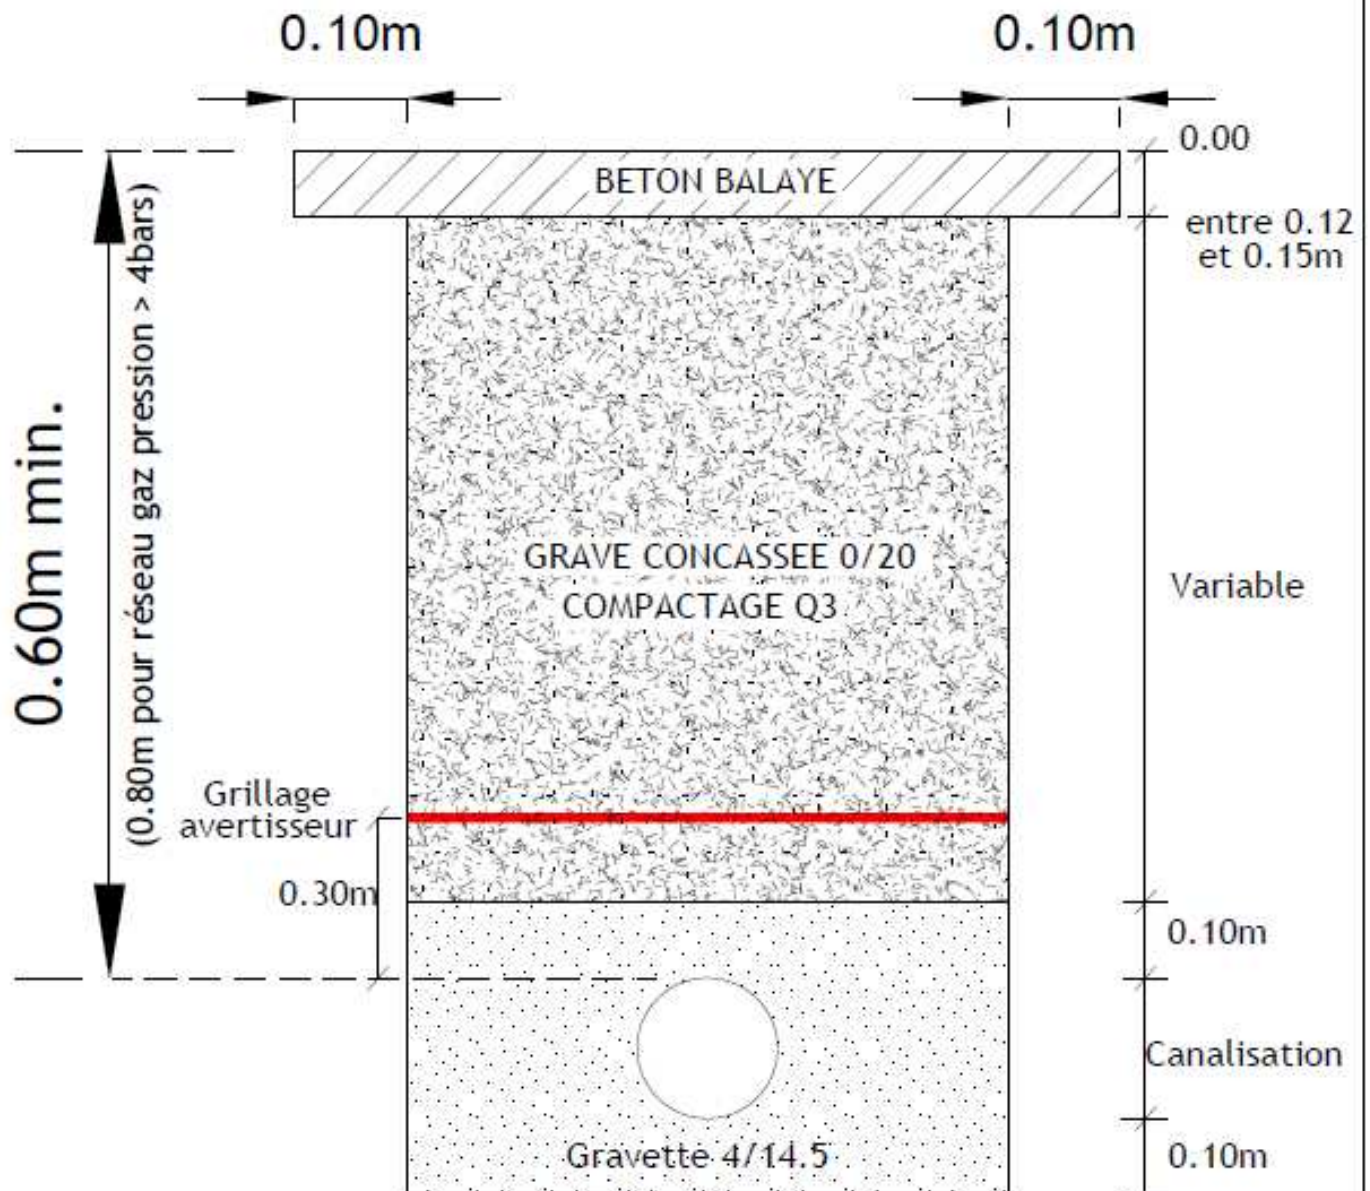 0.10m
0.10m
0.00
BETON BALAYE
entre 0.12
et 0.15m
0.60m min.
(0.80m pour réseau gaz pression > 4bars)
GRAVE CONCASSEE 0/20
COMPACTAGE Q3
Variable
Grillage
avertisseur
0.30m
0.10m
Canalisation
Gravette 4/14.5
0.10m